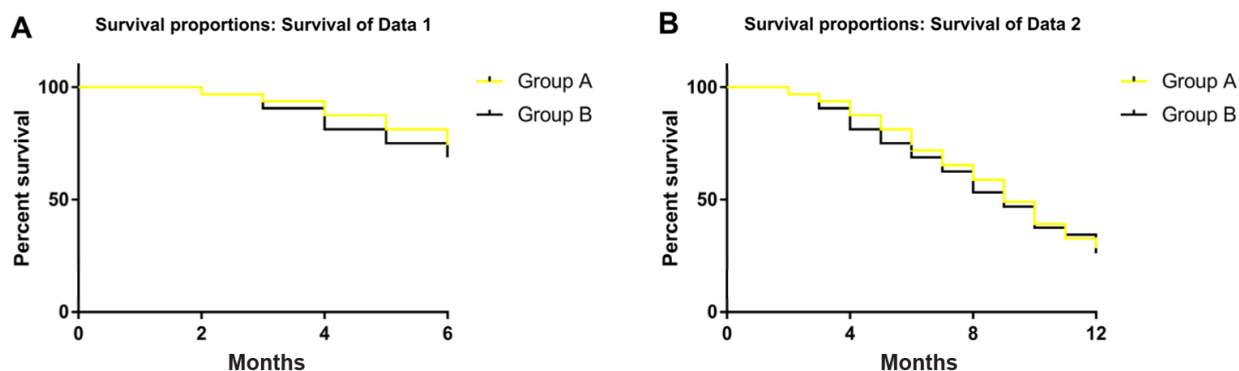 A
Survival proportions: Survival of Data 1
Percent survival
100
50
0
0 2 4 6
Months
Group A
Group B
B
Survival proportions: Survival of Data 2
Percent survival
100
50
0
0 4 8 12
Months
Group A
Group B